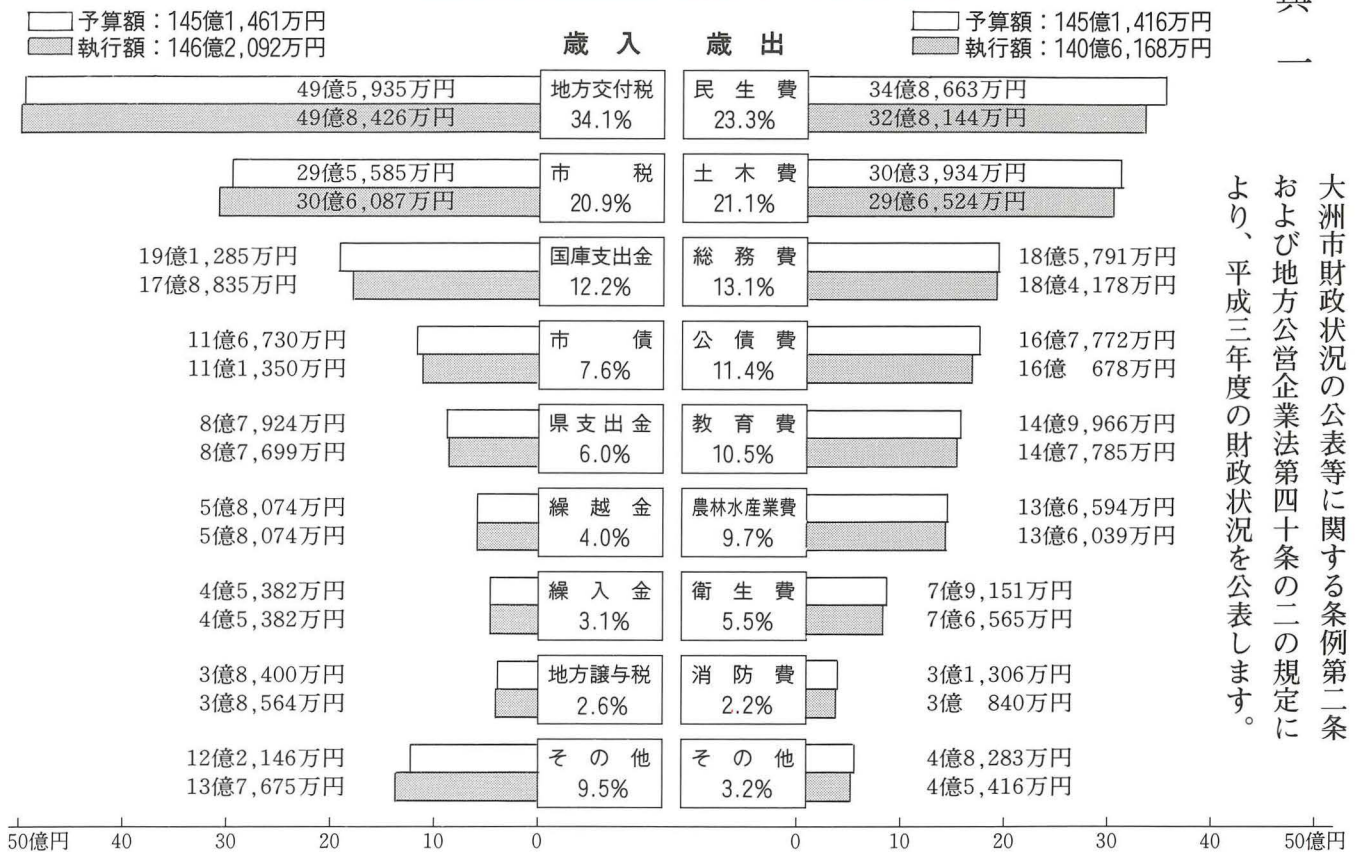 予算額：145億1,461万円
執行額：146億2,092万円
歳入
歳出
予算額：145億1,416万円
執行額：140億6,168万円
49億5,935万円
49億8,426万円
地方交付税
34.1%
民生費
23.3%
34億8,663万円
32億8,144万円
29億5,585万円
30億6,087万円
市税
20.9%
土木費
21.1%
30億3,934万円
29億6,524万円
19億1,285万円
17億8,835万円
国庫支出金
12.2%
総務費
13.1%
18億5,791万円
18億4,178万円
11億6,730万円
11億1,350万円
市債
7.6%
公債費
11.4%
16億7,772万円
16億 678万円
8億7,924万円
8億7,699万円
県支出金
6.0%
教育費
10.5%
14億9,966万円
14億7,785万円
5億8,074万円
5億8,074万円
繰越金
4.0%
農林水産業費
9.7%
13億6,594万円
13億6,039万円
4億5,382万円
4億5,382万円
繰入金
3.1%
衛生費
5.5%
7億9,151万円
7億6,565万円
3億8,400万円
3億8,564万円
地方譲与税
2.6%
消防費
2.2%
3億1,306万円
3億 840万円
12億2,146万円
13億7,675万円
その他
9.5%
その他
3.2%
4億8,283万円
4億5,416万円
50億円 40 30 20 10 0
0 10 20 30 40 50億円
一
大洲市財政状況の公表等に関する条例第二条
および地方公営企業法第四十条の二の規定に
より、平成三年度の財政状況を公表します。